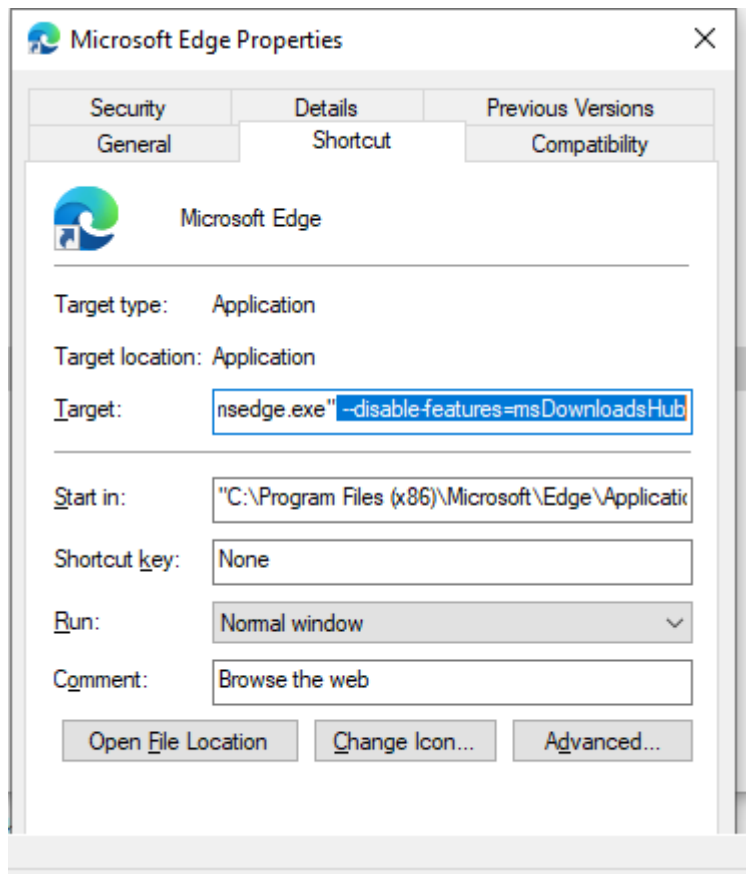 Microsoft Edge Properties
Security Details Previous Versions
General Shortcut Compatibility
Microsoft Edge
Target type: Application
Target location: Application
Target: nsedge.exe" --disable-features=msDownloadsHub
Start in: "C:\Program Files (x86)\Microsoft\Edge\Applicatic
Shortcut key: None
Run: Normal window
Comment: Browse the web
Open File Location Change Icon... Advanced...